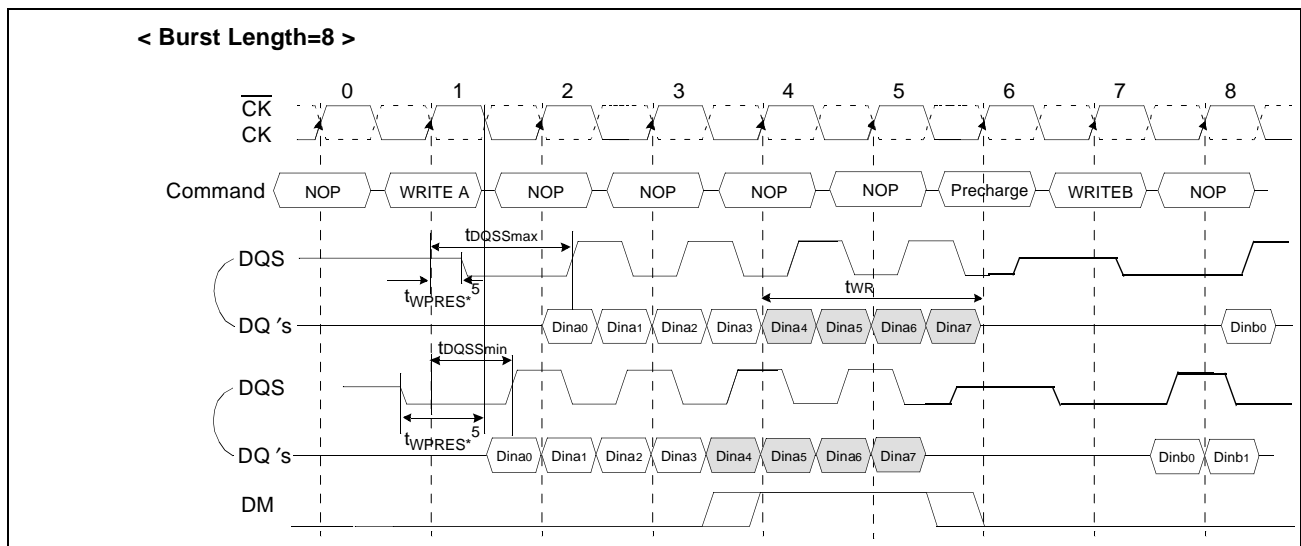 < Burst Length=8 >
0 1 2 3 4 5 6 7 8
CK
CK
Command NOP WRITE A NOP NOP NOP NOP Precharge WRITEB NOP
tDQSSmax
DQS
tWPRES*5
tWR
DQ 's Dina0 Dina1 Dina2 Dina3 Dina4 Dina5 Dina6 Dina7 Dinb0
tDQSSmin
DQS
tWPRES*5
DQ 's Dina0 Dina1 Dina2 Dina3 Dina4 Dina5 Dina6 Dina7 Dinb0 Dinb1
DM